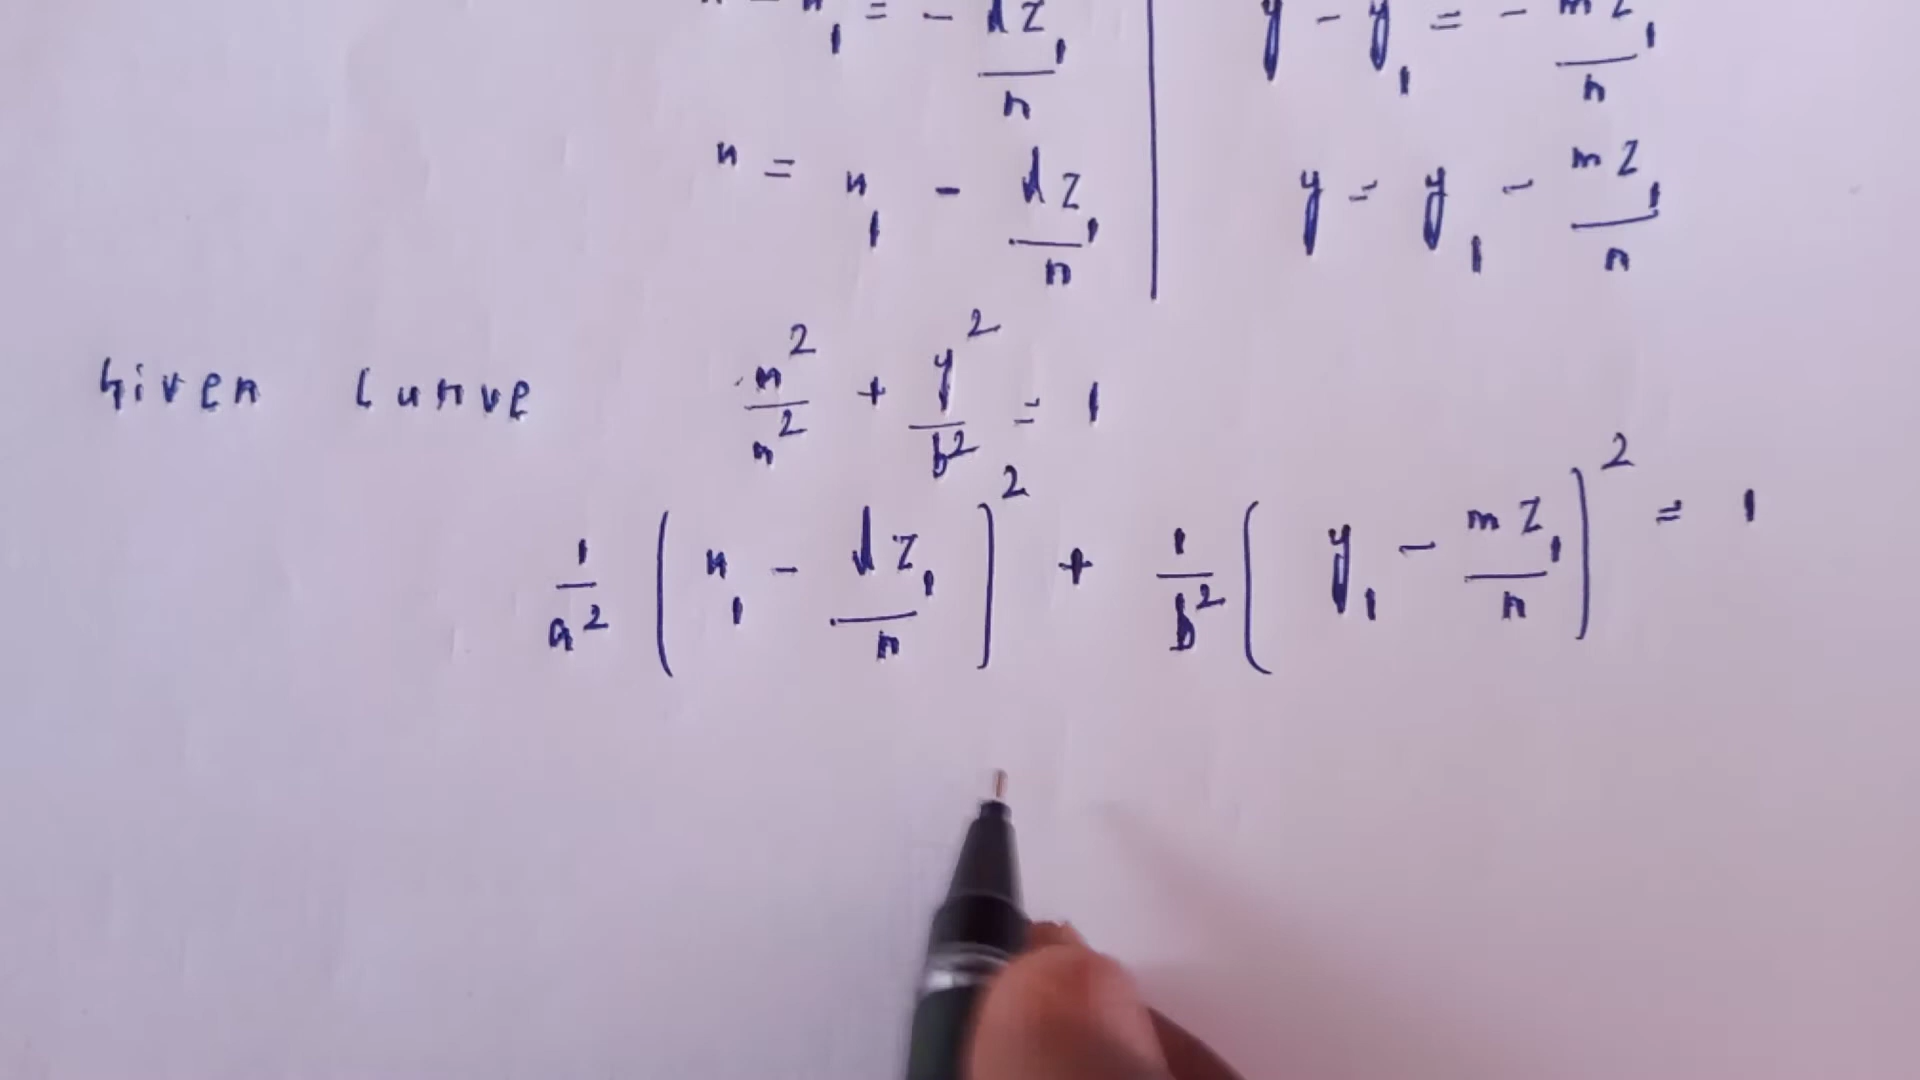 x - x₁ = - lz₁/n | y - y₁ = - mz₁/n
x = x₁ - lz₁/n | y = y₁ - mz₁/n
Given Curve x²/a² + y²/b² = 1
1/a² (x₁ - lz₁/n)² + 1/b² (y₁ - mz₁/n)² = 1